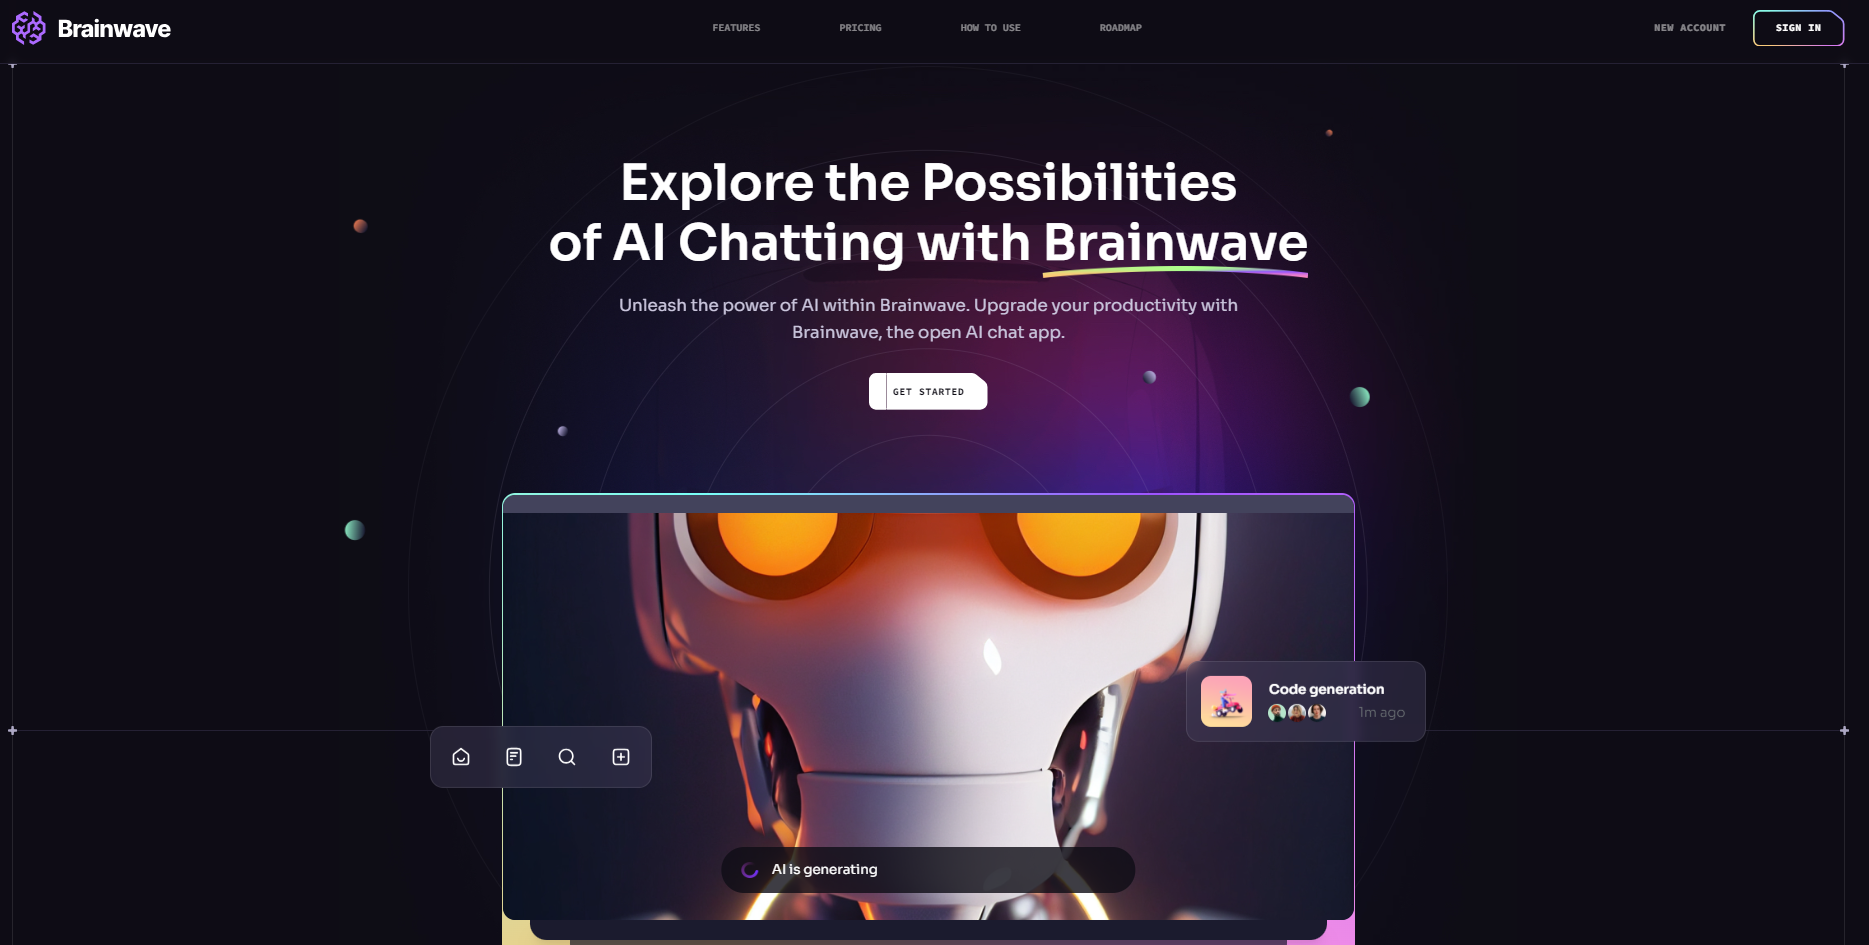 Brainwave
FEATURES
PRICING
HOW TO USE
ROADMAP
NEW ACCOUNT
SIGN IN
Explore the Possibilities
of AI Chatting with Brainwave
Unleash the power of AI within Brainwave. Upgrade your productivity with
Brainwave, the open AI chat app.
GET STARTED
Code generation
1m ago
AI is generating